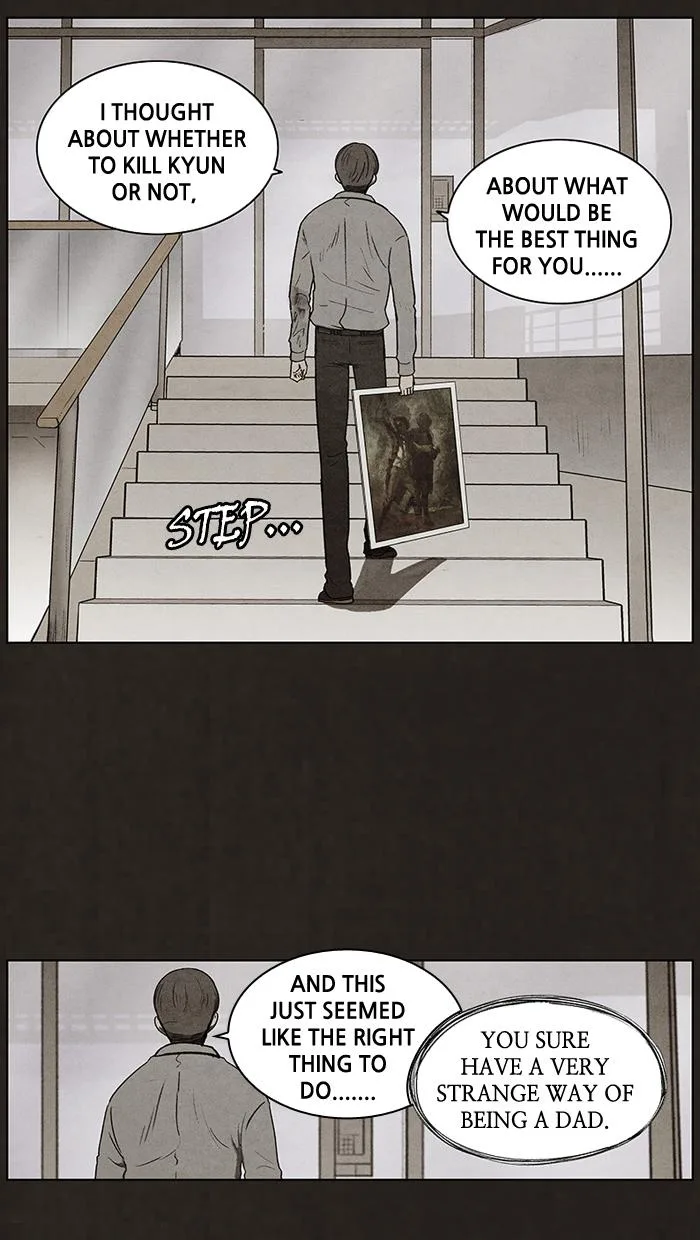 I THOUGHT
ABOUT WHETHER
TO KILL KYUN
OR NOT,
ABOUT WHAT
WOULD BE
THE BEST THING
FOR YOU......
STEP...
AND THIS
JUST SEEMED
LIKE THE RIGHT
THING TO
DO.......
YOU SURE
HAVE A VERY
STRANGE WAY OF
BEING A DAD.